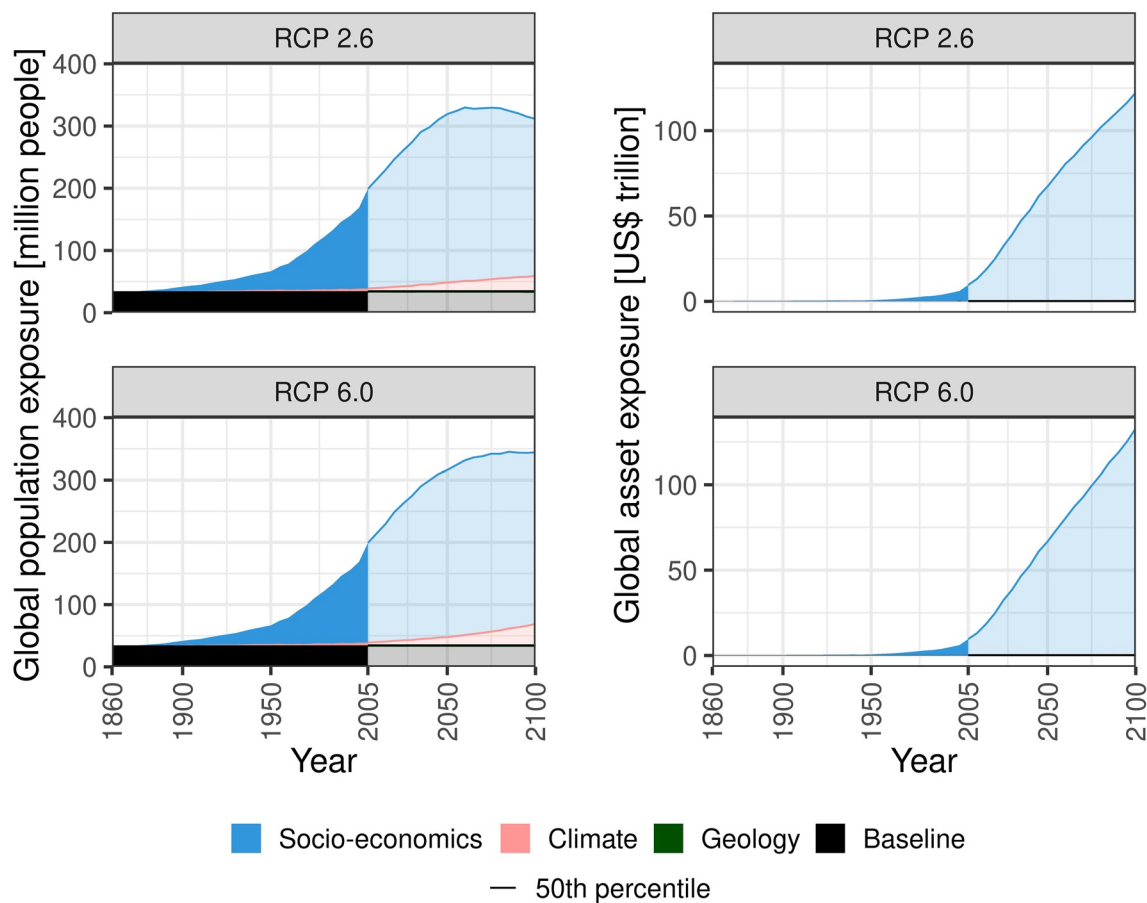 Global population exposure [million people]
RCP 2.6
400
300
200
100
0
RCP 6.0
400
300
200
100
0
1860
1900
1950
2005
2050
2100
Year
Global asset exposure [US$ trillion]
RCP 2.6
100
50
0
RCP 6.0
100
50
0
1860
1900
1950
2005
2050
2100
Year
Socio-economics Climate Geology Baseline
50th percentile